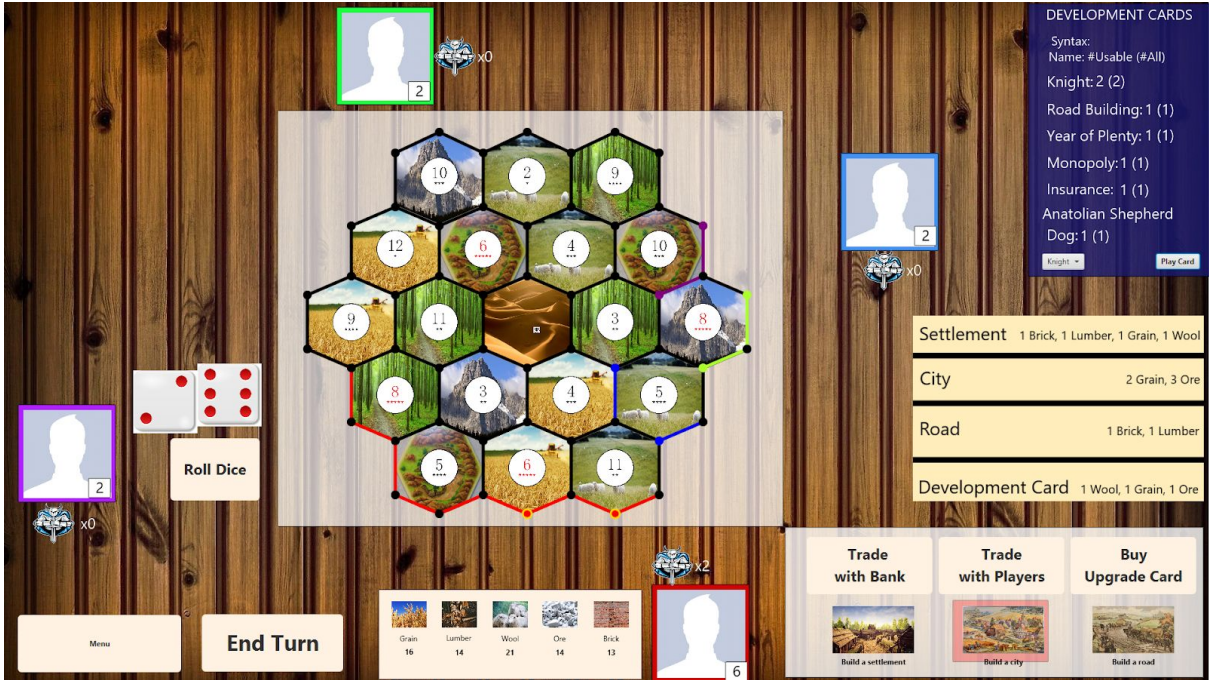 DEVELOPMENT CARDS
Syntax:
Name: #Usable (#All)
Knight: 2 (2)
Road Building: 1 (1)
Year of Plenty: 1 (1)
Monopoly: 1 (1)
Insurance: 1 (1)
Anatolian Shepherd
Dog: 1 (1)
Knight
Play Card
2
x0
2
x0
10
2
9
12
6
4
10
9
11
3
8
8
3
4
5
5
6
11
Settlement 1 Brick, 1 Lumber, 1 Grain, 1 Wool
City 2 Grain, 3 Ore
Road 1 Brick, 1 Lumber
Development Card 1 Wool, 1 Grain, 1 Ore
Roll Dice
2
x0
Menu
End Turn
Grain Lumber Wool Ore Brick
16 14 21 14 13
x2
6
Trade
with Bank
Trade
with Players
Buy
Upgrade Card
Build a settlement
Build a city
Build a road